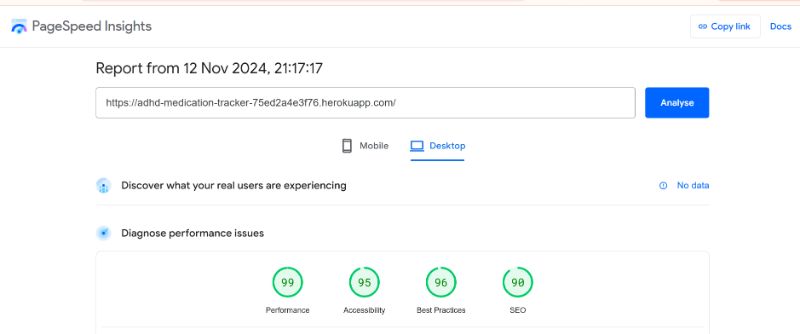 PageSpeed Insights
Copy link
Docs
Report from 12 Nov 2024, 21:17:17
https://adhd-medication-tracker-75ed2a4e3f76.herokuapp.com/
Analyse
Mobile
Desktop
Discover what your real users are experiencing
No data
Diagnose performance issues
99
95
96
90
Performance
Accessibility
Best Practices
SEO